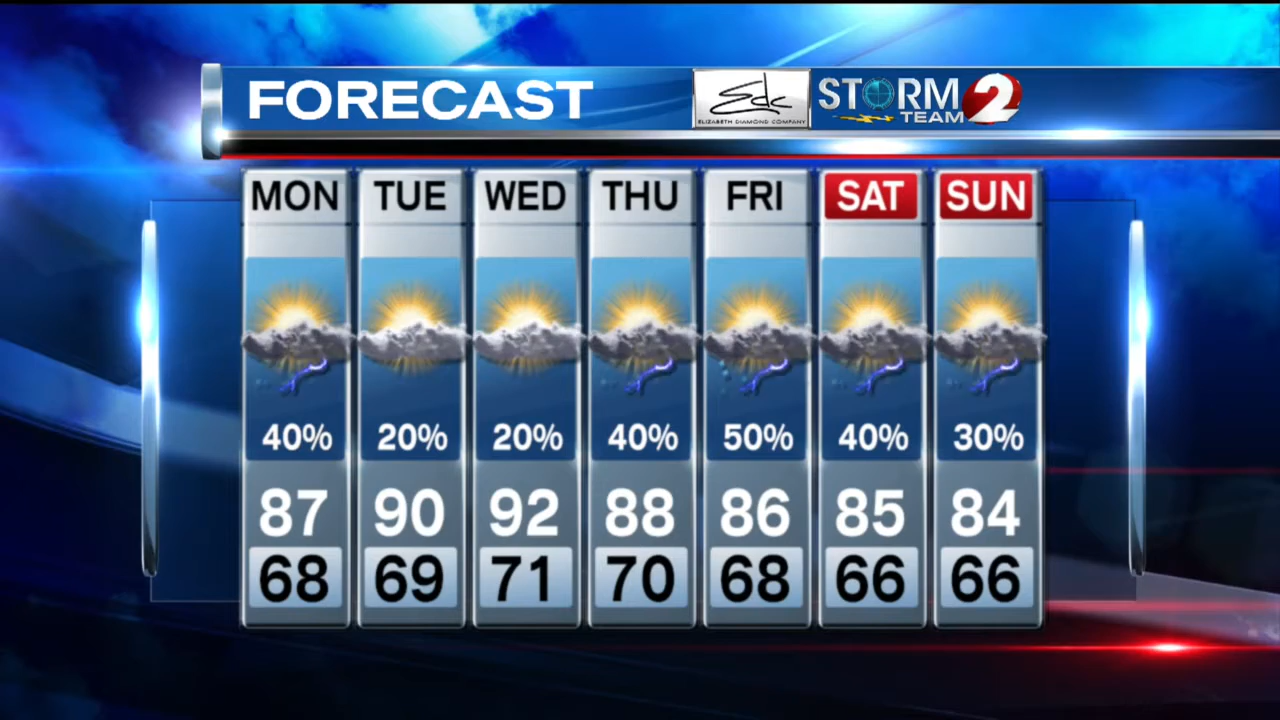 FORECAST
Edc
ELIZABETH DIAMOND COMPANY
STORM
TEAM
2
MON TUE WED THU FRI SAT SUN
40% 20% 20% 40% 50% 40% 30%
87 90 92 88 86 85 84
68 69 71 70 68 66 66